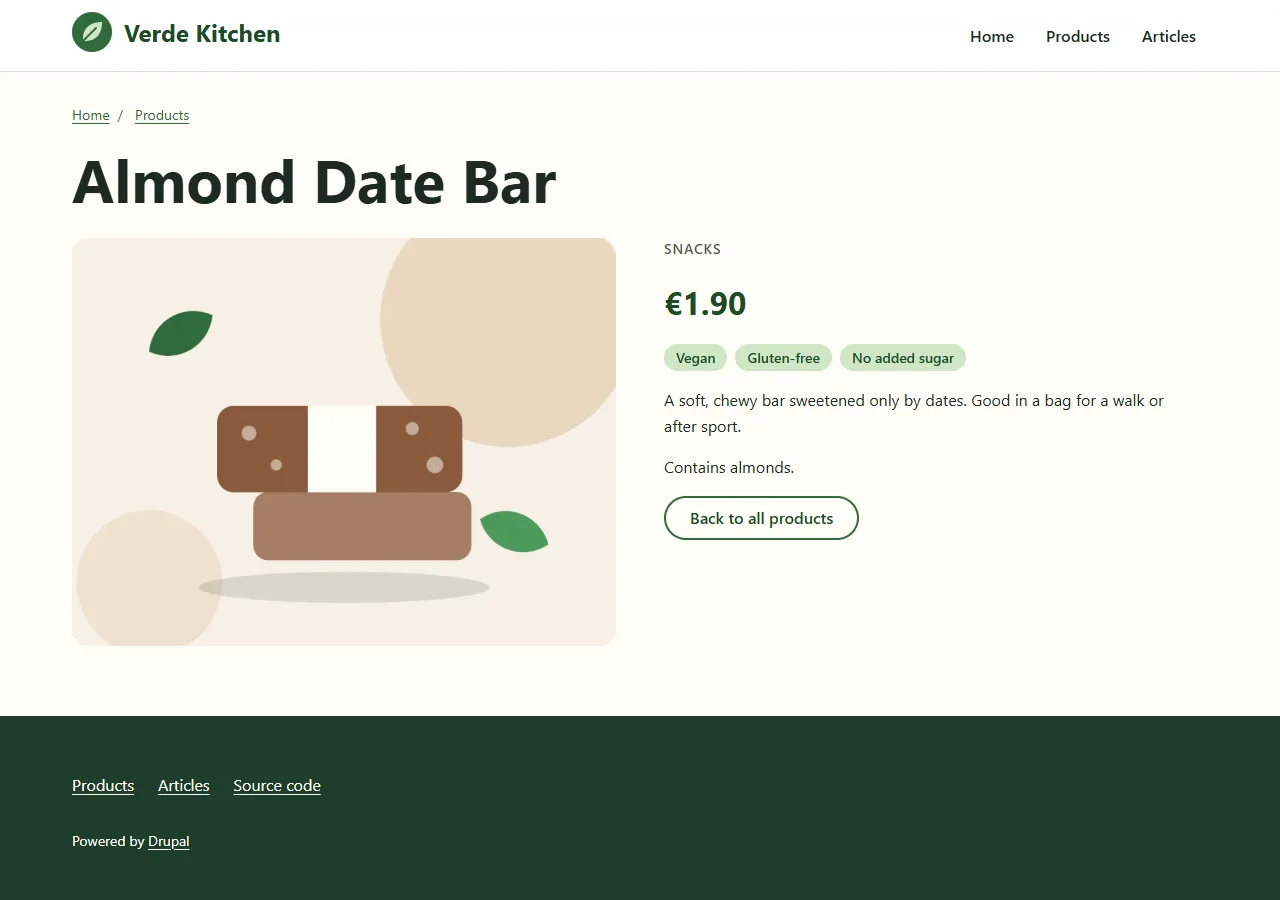 Verde Kitchen
Home Products Articles
Home / Products
Almond Date Bar
SNACKS
€1.90
Vegan Gluten-free No added sugar
A soft, chewy bar sweetened only by dates. Good in a bag for a walk or
after sport.
Contains almonds.
Back to all products
Products Articles Source code
Powered by Drupal